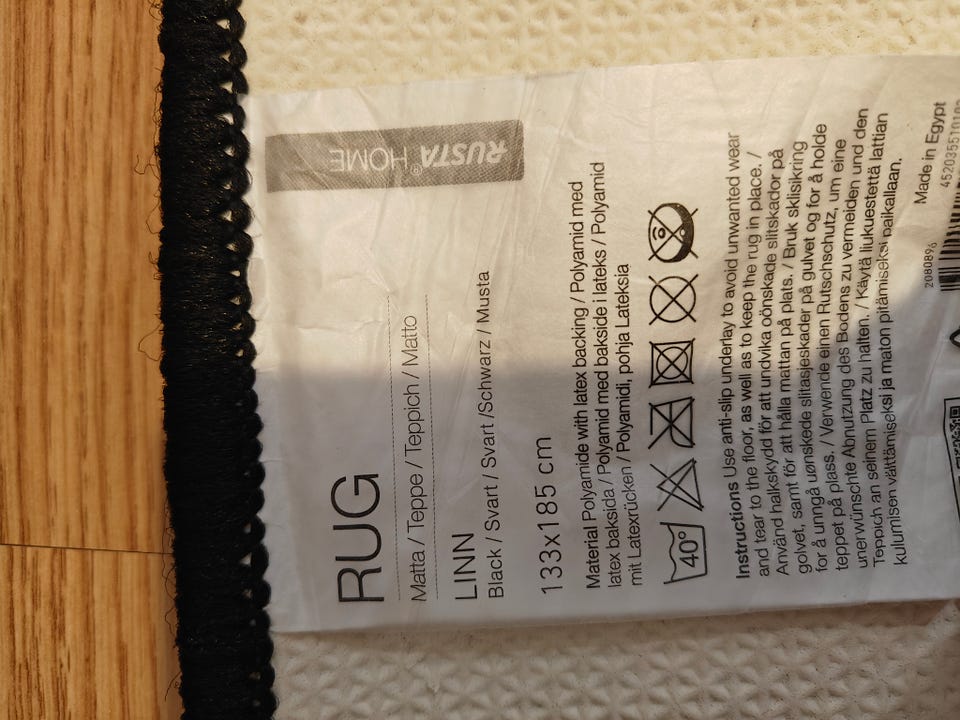 RUSTA® HOME
RUG
Matta / Teppe / Teppich / Matto
LINN
Black / Svart / Svart /Schwarz / Musta
133x185 cm
Material Polyamide with latex backing / Polyamid med
latex baksida / Polyamid med bakside i lateks / Polyamid
mit Latexrücken / Polyamidi, pohja Lateksia
40°
Instructions Use anti-slip underlay to avoid unwanted wear
and tear to the floor, as well as to keep the rug in place. /
Använd halkskydd för att undvika oönskade slitskador på
golvet, samt för att hålla mattan på plats. / Bruk sklisikring
for å unngå uønskede slitasjeskader på gulvet og for å holde
teppet på plass. / Verwende einen Rutschschutz, um eine
unerwünschte Abnutzung des Bodens zu vermeiden und den
Teppich an seinem Platz zu halten. / Käytä liukuestettä lattian
kulumisen välttämiseksi ja maton pitämiseksi paikallaan.
Made in Egypt
2080896